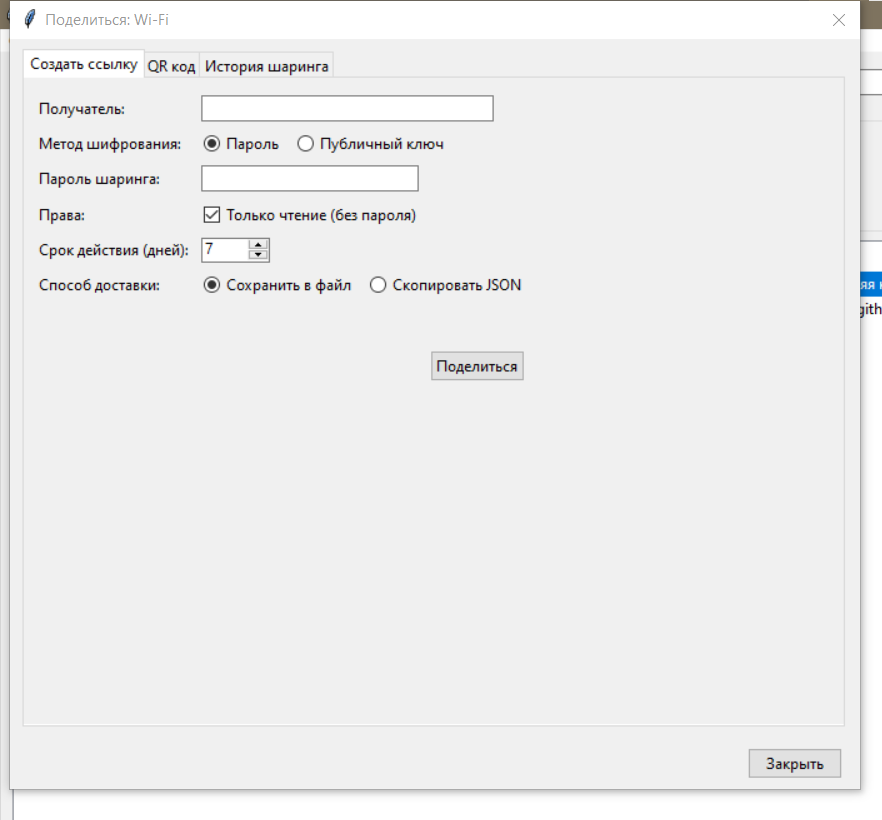 Поделиться: Wi-Fi
Создать ссылку QR код История шаринга
Получатель:
Метод шифрования: Пароль Публичный ключ
Пароль шаринга:
Права: Только чтение (без пароля)
Срок действия (дней): 7
яя
Способ доставки: Сохранить в файл Скопировать JSON
gith
Поделиться
Закрыть